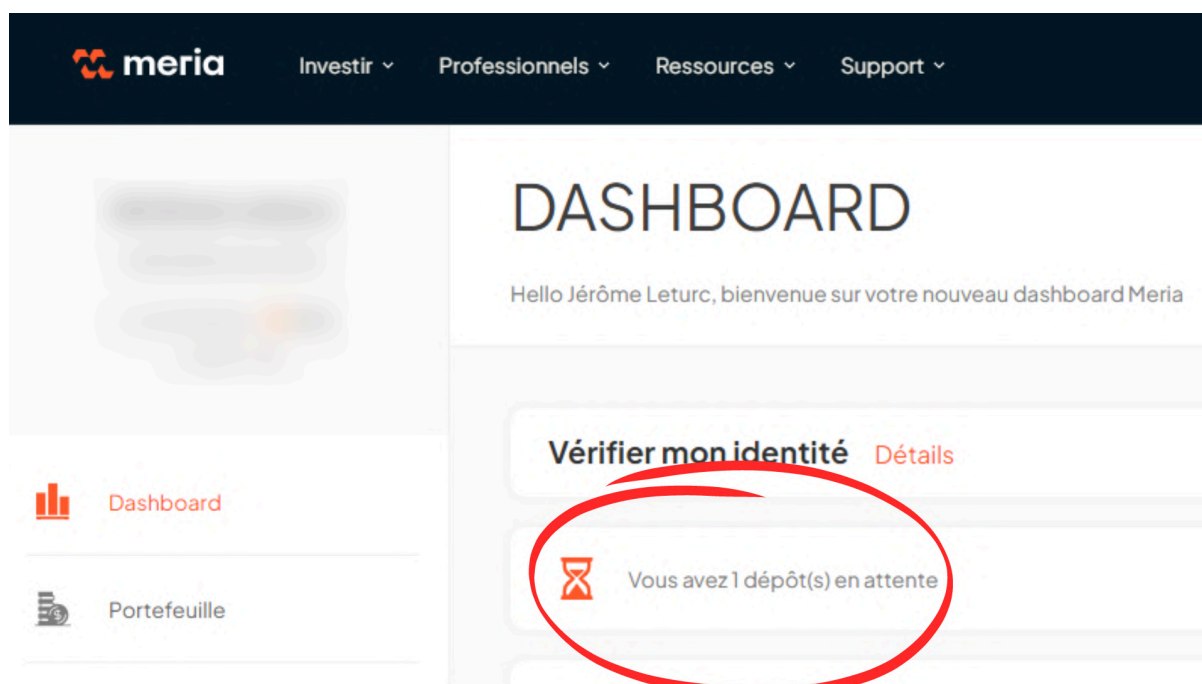 meria Investir Professionnels Ressources Support
DASHBOARD
Hello Jérôme Leturc, bienvenue sur votre nouveau dashboard Meria
Vérifier mon identité Détails
Dashboard
Vous avez 1 dépôt(s) en attente
Portefeuille